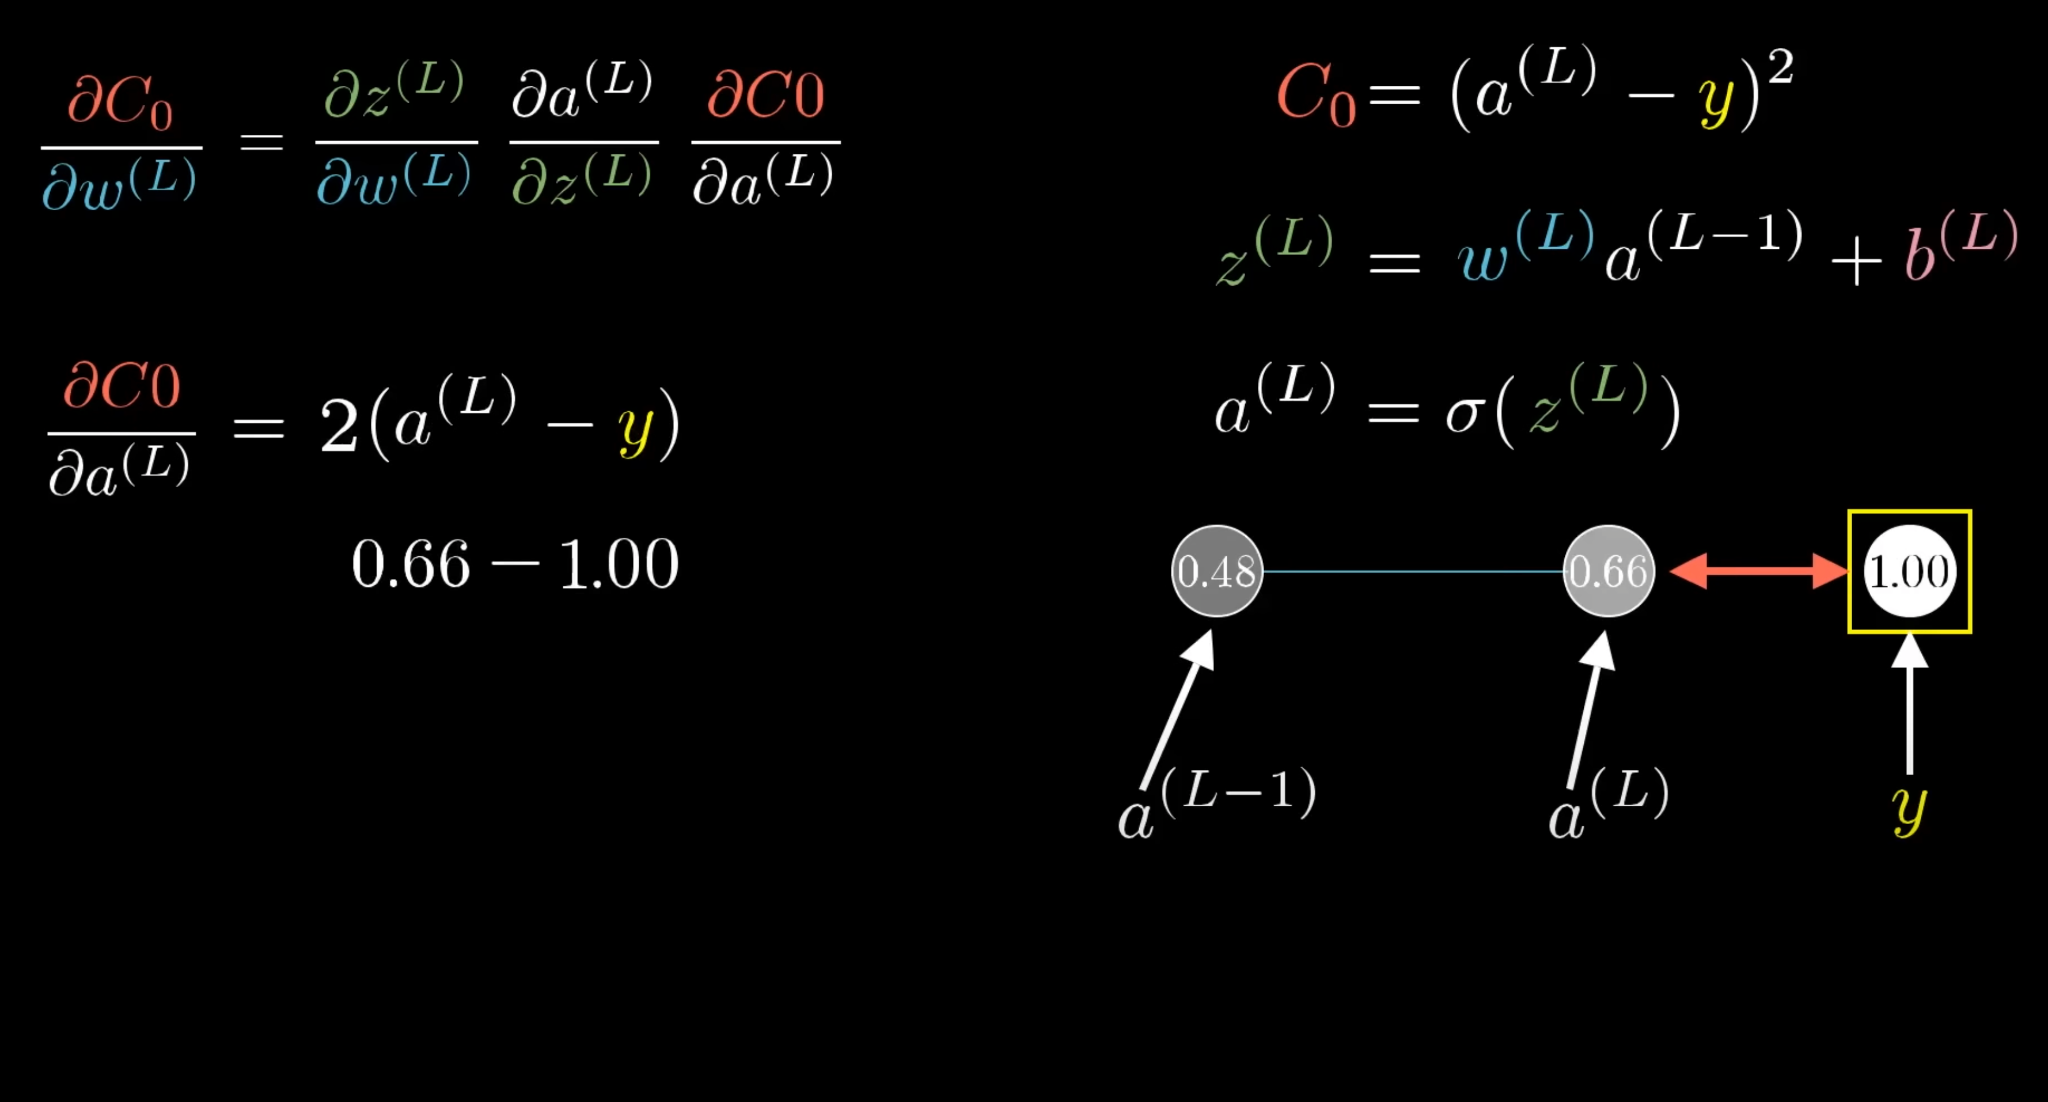 ∂C₀/∂w⁽ᴸ⁾ = ∂z⁽ᴸ⁾/∂w⁽ᴸ⁾ ∂a⁽ᴸ⁾/∂z⁽ᴸ⁾ ∂C0/∂a⁽ᴸ⁾
∂C0/∂a⁽ᴸ⁾ = 2(a⁽ᴸ⁾ − y)
0.66 − 1.00
C₀ = (a⁽ᴸ⁾ − y)²
z⁽ᴸ⁾ = w⁽ᴸ⁾a⁽ᴸ⁻¹⁾ + b⁽ᴸ⁾
a⁽ᴸ⁾ = σ(z⁽ᴸ⁾)
0.48 0.66 1.00
a⁽ᴸ⁻¹⁾ a⁽ᴸ⁾ y